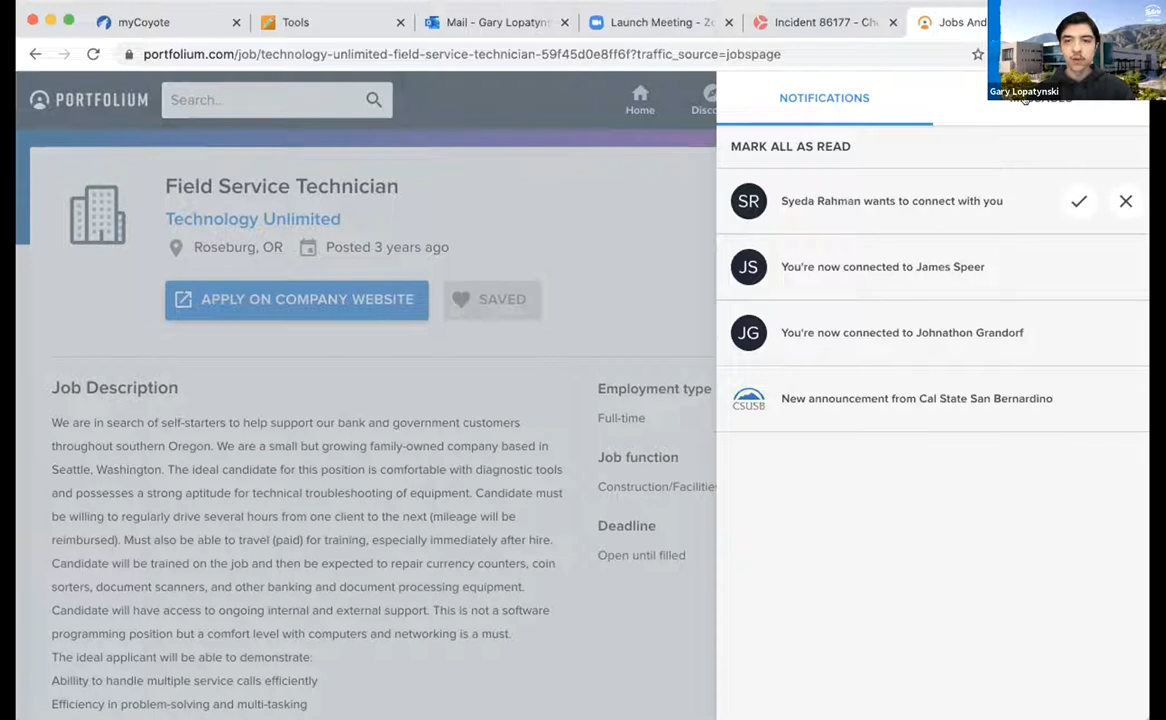 myCoyote
Tools
Mail - Gary Lopatyns
Launch Meeting - Zo
Incident 86177 - Ch
Jobs And
portfolium.com/job/technology-unlimited-field-service-technician-59f45d0e8ff6f?traffic_source=jobspage
Gary Lopatynski
PORTFOLIUM
Search...
Home
Disco
NOTIFICATIONS
MARK ALL AS READ
SR
Syeda Rahman wants to connect with you
JS
You're now connected to James Speer
JG
You're now connected to Johnathon Grandorf
CSUSB
New announcement from Cal State San Bernardino
Field Service Technician
Technology Unlimited
Roseburg, OR
Posted 3 years ago
APPLY ON COMPANY WEBSITE
SAVED
Job Description
We are in search of self-starters to help support our bank and government customers
throughout southern Oregon. We are a small but growing family-owned company based in
Seattle, Washington. The ideal candidate for this position is comfortable with diagnostic tools
and possesses a strong aptitude for technical troubleshooting of equipment. Candidate must
be willing to regularly drive several hours from one client to the next (mileage will be
reimbursed). Must also be able to travel (paid) for training, especially immediately after hire.
Candidate will be trained on the job and then be expected to repair currency counters, coin
sorters, document scanners, and other banking and document processing equipment.
Candidate will have access to ongoing internal and external support. This is not a software
programming position but a comfort level with computers and networking is a must.
The ideal applicant will be able to demonstrate:
Abillity to handle multiple service calls efficiently
Efficiency in problem-solving and multi-tasking
Employment type
Full-time
Job function
Construction/Facilities
Deadline
Open until filled